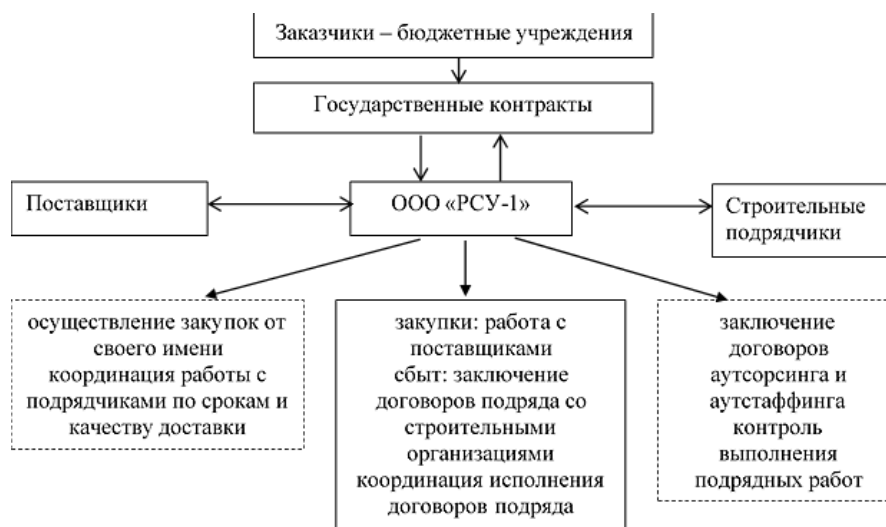 Заказчики – бюджетные учреждения
Государственные контракты
Поставщики
ООО «РСУ-1»
Строительные
подрядчики
осуществление закупок от
своего имени
координация работы с
подрядчиками по срокам и
качеству доставки
закупки: работа с
поставщиками
сбыт: заключение
договоров подряда со
строительными
организациями
координация исполнения
договоров подряда
заключение
договоров
аутсорсинга и
аутстаффинга
контроль
выполнения
подрядных работ